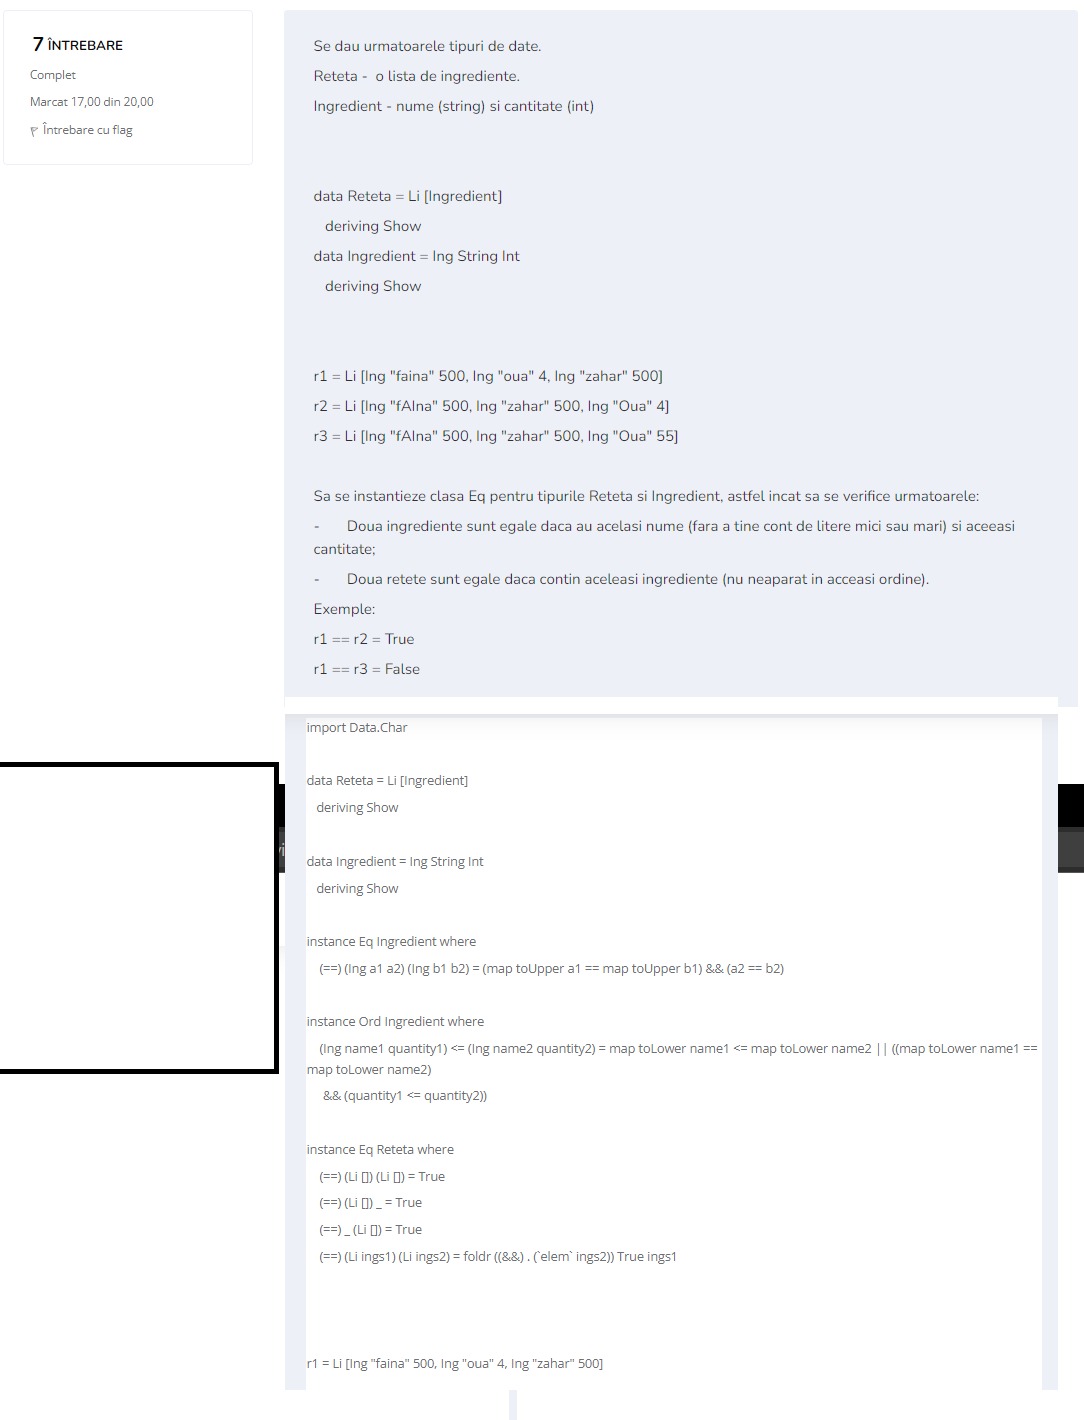 7 ÎNTREBARE
Complet
Marcat 17,00 din 20,00
Întrebare cu flag
Se dau urmatoarele tipuri de date.
Reteta - o lista de ingrediente.
Ingredient - nume (string) si cantitate (int)
data Reteta = Li [Ingredient]
deriving Show
data Ingredient = Ing String Int
deriving Show
r1 = Li [Ing "faina" 500, Ing "oua" 4, Ing "zahar" 500]
r2 = Li [Ing "fAIna" 500, Ing "zahar" 500, Ing "Oua" 4]
r3 = Li [Ing "fAIna" 500, Ing "zahar" 500, Ing "Oua" 55]
Sa se instantieze clasa Eq pentru tipurile Reteta si Ingredient, astfel incat sa se verifice urmatoarele:
- Doua ingrediente sunt egale daca au acelasi nume (fara a tine cont de litere mici sau mari) si aceeasi
cantitate;
- Doua retete sunt egale daca contin aceleasi ingrediente (nu neaparat in acceasi ordine).
Exemple:
r1 == r2 = True
r1 == r3 = False
import Data.Char
data Reteta = Li [Ingredient]
deriving Show
data Ingredient = Ing String Int
deriving Show
instance Eq Ingredient where
(==) (Ing a1 a2) (Ing b1 b2) = (map toUpper a1 == map toUpper b1) && (a2 == b2)
instance Ord Ingredient where
(Ing name1 quantity1) <= (Ing name2 quantity2) = map toLower name1 <= map toLower name2 || ((map toLower name1 ==
map toLower name2)
&& (quantity1 <= quantity2))
instance Eq Reteta where
(==) (Li []) (Li []) = True
(==) (Li []) _ = True
(==) _ (Li []) = True
(==) (Li ings1) (Li ings2) = foldr ((&&) . (`elem` ings2)) True ings1
r1 = Li [Ing "faina" 500, Ing "oua" 4, Ing "zahar" 500]